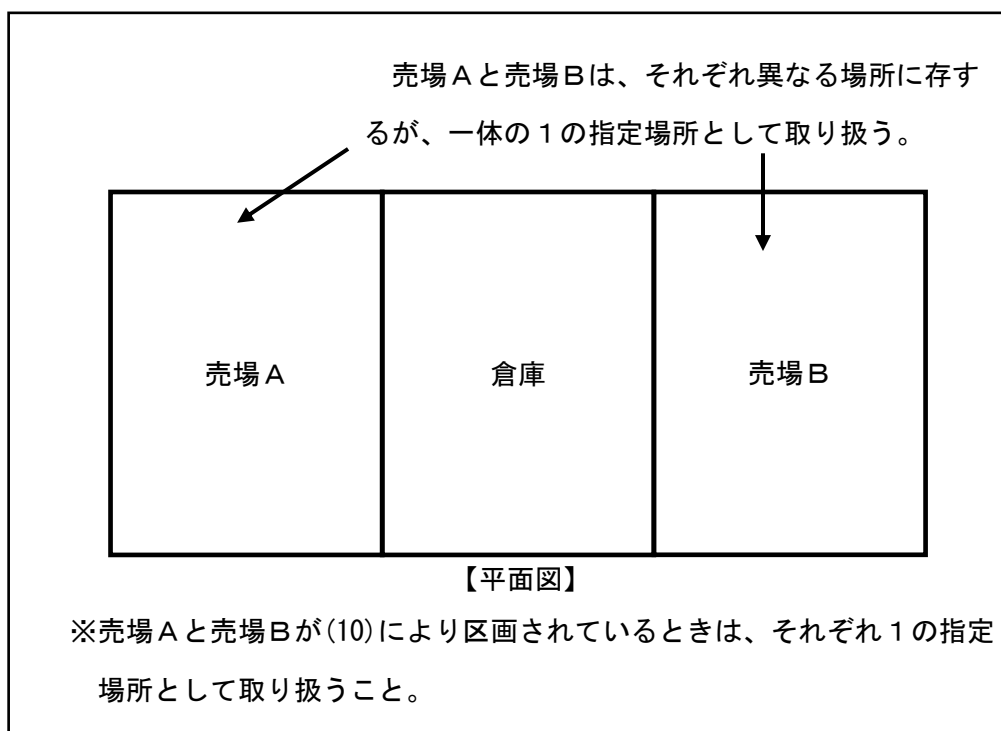 売場Aと売場Bは、それぞれ異なる場所に存す
るが、一体の1の指定場所として取り扱う。
売場A
倉庫
売場B
【平面図】
※売場Aと売場Bが(10)により区画されているときは、それぞれ1の指定
場所として取り扱うこと。